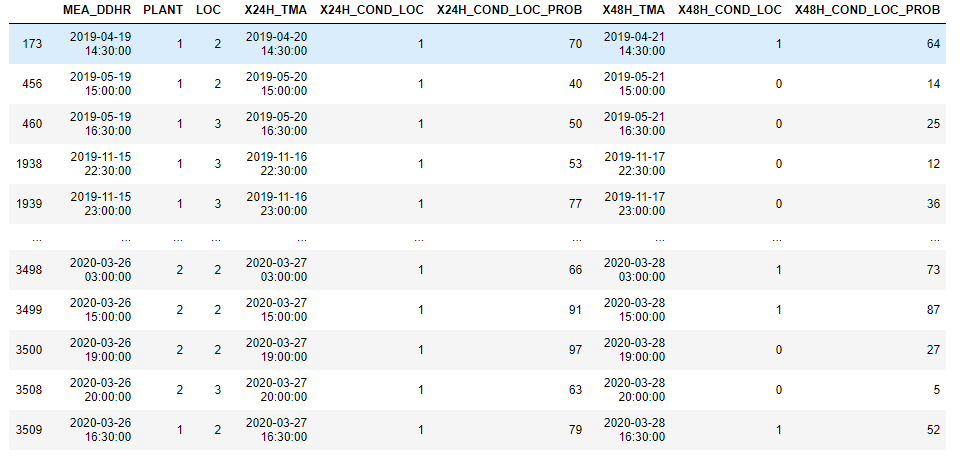 MEA_DDHR PLANT LOC X24H_TMA X24H_COND_LOC X24H_COND_LOC_PROB X48H_TMA X48H_COND_LOC X48H_COND_LOC_PROB
173 2019-04-19 14:30:00 1 2 2019-04-20 14:30:00 1 70 2019-04-21 14:30:00 1 64
456 2019-05-19 15:00:00 1 2 2019-05-20 15:00:00 1 40 2019-05-21 15:00:00 0 14
460 2019-05-19 16:30:00 1 3 2019-05-20 16:30:00 1 50 2019-05-21 16:30:00 0 25
1938 2019-11-15 22:30:00 1 3 2019-11-16 22:30:00 1 53 2019-11-17 22:30:00 0 12
1939 2019-11-15 23:00:00 1 3 2019-11-16 23:00:00 1 77 2019-11-17 23:00:00 0 36
... ... ... ... ... ... ... ... ... ...
3498 2020-03-26 03:00:00 2 2 2020-03-27 03:00:00 1 66 2020-03-28 03:00:00 1 73
3499 2020-03-26 15:00:00 2 2 2020-03-27 15:00:00 1 91 2020-03-28 15:00:00 1 87
3500 2020-03-26 19:00:00 2 2 2020-03-27 19:00:00 1 97 2020-03-28 19:00:00 0 27
3508 2020-03-26 20:00:00 2 3 2020-03-27 20:00:00 1 63 2020-03-28 20:00:00 0 5
3509 2020-03-26 16:30:00 1 2 2020-03-27 16:30:00 1 79 2020-03-28 16:30:00 1 52